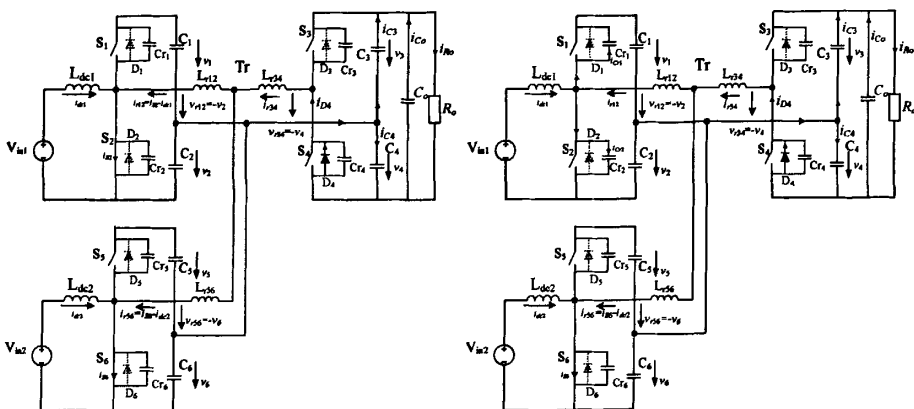 S1
D1
Cr1
C1
v1
Ldc1
idc1
Lr12
ir12=iS2-idc1
vr12=-v2
Tr
Lr34
ir34
vr34=-v4
S3
D3
Cr3
C3
iC3
v3
iCo
iRo
Co
Ro
iD4
iC4
S4
D4
Cr4
C4
v4
Vin1
S2
iS2
D2
Cr2
C2
v2
S5
D5
Cr5
C5
v5
Ldc2
idc2
Lr56
ir56=iS6-idc2
vr56=-v6
Vin2
S6
iS6
D6
Cr6
C6
v6
S1
D1
Cr1
C1
v1
Ldc1
idc1
Lr12
ir12
vr12=-v2
Tr
Lr34
ir34
vr34=-v4
S3
D3
Cr3
C3
iC3
v3
iCo
iRo
Co
iD4
iC4
S4
D4
Cr4
C4
v4
Vin1
S2
D2
Cr2
C2
v2
S5
D5
Cr5
C5
v5
Ldc2
idc2
Lr56
ir56=iS6-idc2
vr56=-v6
Vin2
S6
D6
Cr6
C6
v6